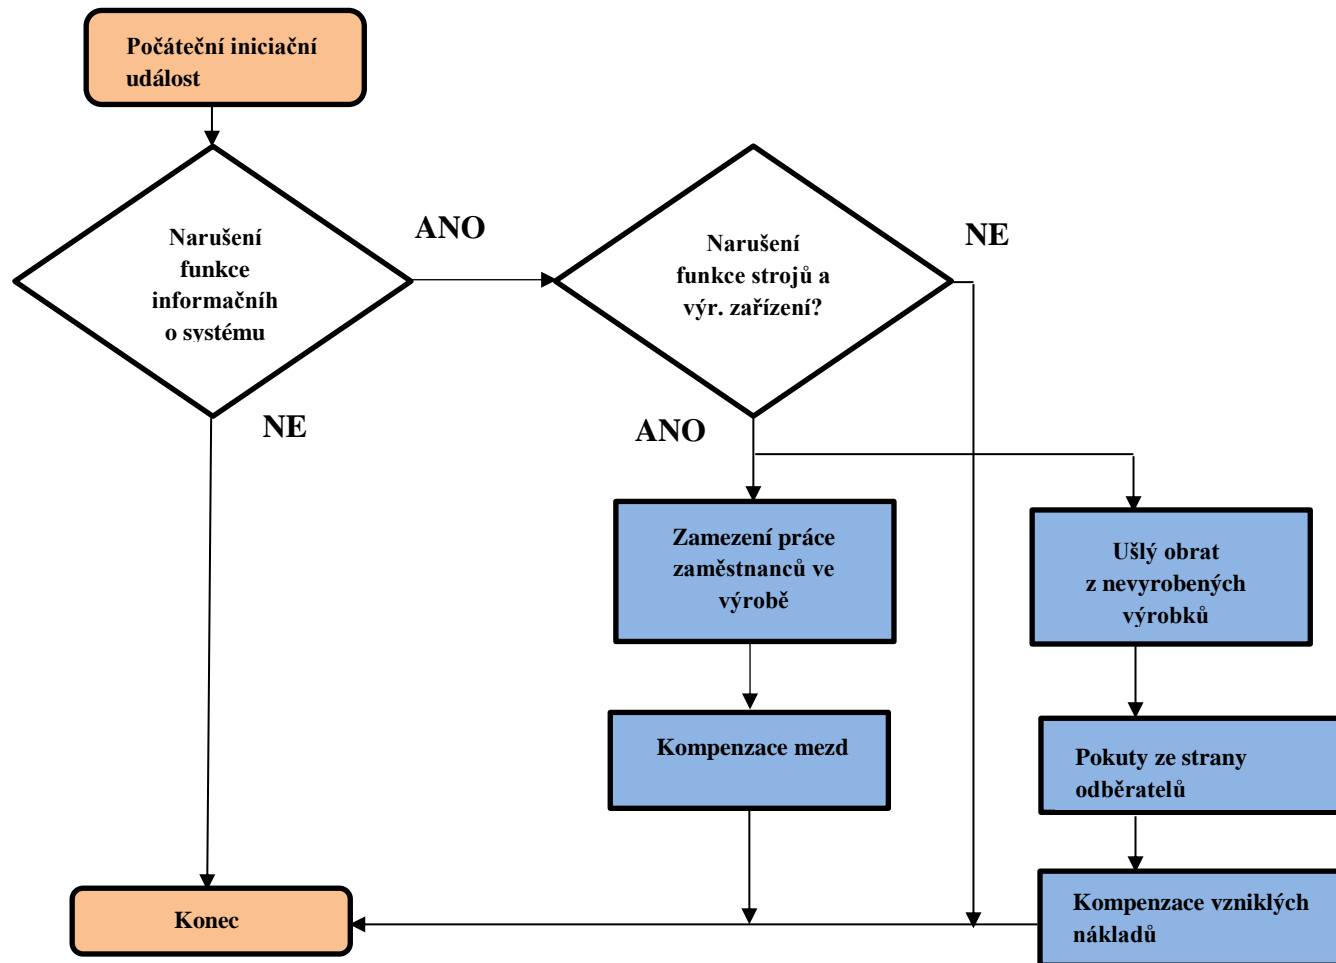 Počáteční iniciační
událost
Narušení
funkce
informačníh
o systému
ANO
NE
Narušení
funkce strojů a
výr. zařízení?
NE
ANO
Zamezení práce
zaměstnanců ve
výrobě
Ušlý obrat
z nevyrobených
výrobků
Kompenzace mezd
Pokuty ze strany
odběratelů
Kompenzace vzniklých
nákladů
Konec